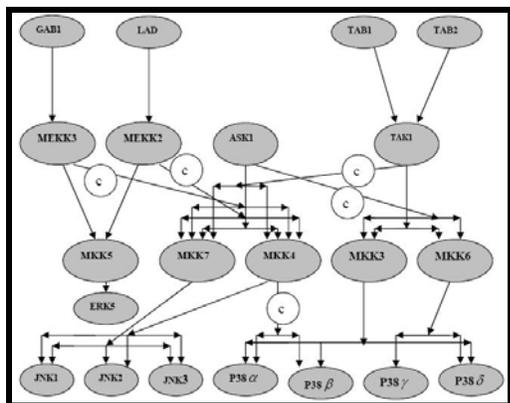 GAB1 LAD TAB1 TAB2
MEKK3 MEKK2 ASK1 TAK1
C C C C
MKK5 MKK7 MKK4 MKK3 MKK6
ERK5 C
JNK1 JNK2 JNK3 P38 α P38 β P38 γ P38 δ